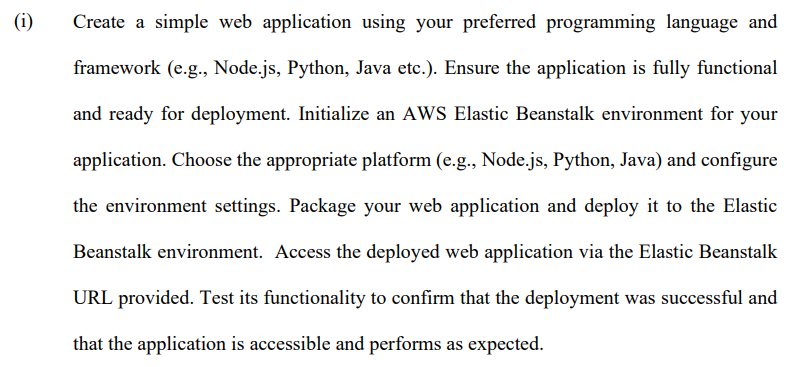 (i) Create a simple web application using your preferred programming language and
framework (e.g., Node.js, Python, Java etc.). Ensure the application is fully functional
and ready for deployment. Initialize an AWS Elastic Beanstalk environment for your
application. Choose the appropriate platform (e.g., Node.js, Python, Java) and configure
the environment settings. Package your web application and deploy it to the Elastic
Beanstalk environment.  Access the deployed web application via the Elastic Beanstalk
URL provided. Test its functionality to confirm that the deployment was successful and
that the application is accessible and performs as expected.